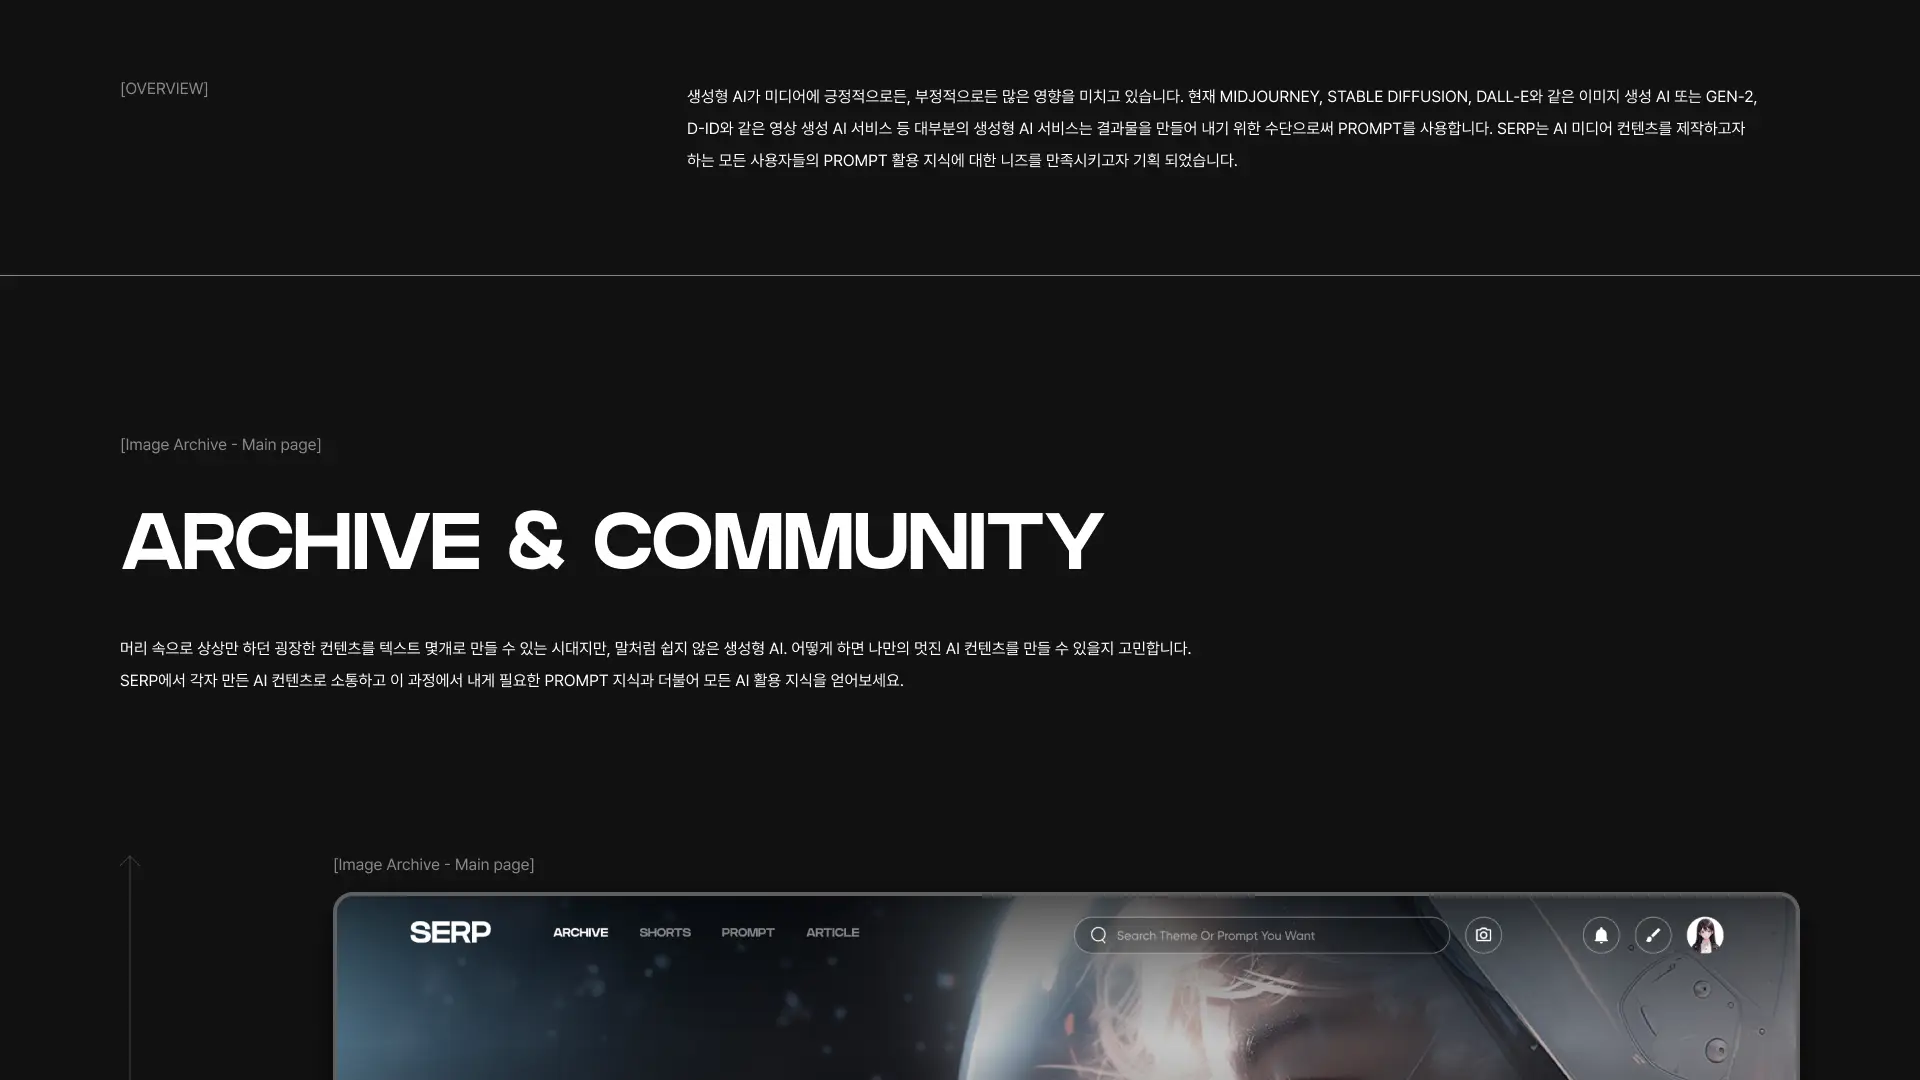 [OVERVIEW]
생성형 AI가 미디어에 긍정적으로든, 부정적으로든 많은 영향을 미치고 있습니다. 현재 MIDJOURNEY, STABLE DIFFUSION, DALL-E와 같은 이미지 생성 AI 또는 GEN-2,
D-ID와 같은 영상 생성 AI 서비스 등 대부분의 생성형 AI 서비스는 결과물을 만들어 내기 위한 수단으로써 PROMPT를 사용합니다. SERP는 AI 미디어 컨텐츠를 제작하고자
하는 모든 사용자들의 PROMPT 활용 지식에 대한 니즈를 만족시키고자 기획 되었습니다.
[Image Archive - Main page]
ARCHIVE & COMMUNITY
머리 속으로 상상만 하던 굉장한 컨텐츠를 텍스트 몇개로 만들 수 있는 시대지만, 말처럼 쉽지 않은 생성형 AI. 어떻게 하면 나만의 멋진 AI 컨텐츠를 만들 수 있을지 고민합니다.
SERP에서 각자 만든 AI 컨텐츠로 소통하고 이 과정에서 내게 필요한 PROMPT 지식과 더불어 모든 AI 활용 지식을 얻어보세요.
[Image Archive - Main page]
SERP ARCHIVE SHORTS PROMPT ARTICLE Search Theme Or Prompt You Want